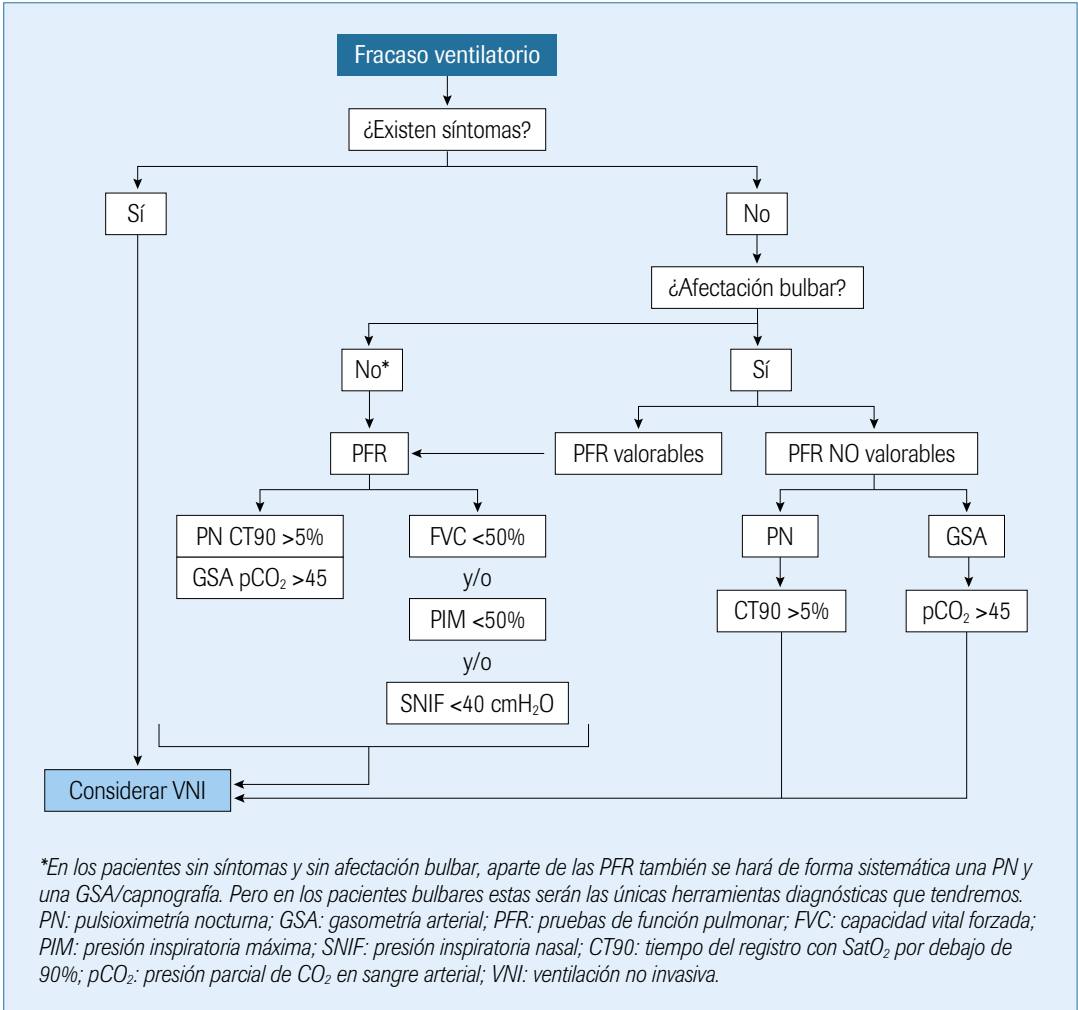 Fracaso ventilatorio
¿Existen síntomas?
Sí
No
¿Afectación bulbar?
No*
Sí
PFR
PFR valorables
PFR NO valorables
PN CT90 >5%
GSA pCO₂ >45
FVC <50%
y/o
PIM <50%
y/o
SNIF <40 cmH₂O
PN
GSA
CT90 >5%
pCO₂ >45
Considerar VNI
*En los pacientes sin síntomas y sin afectación bulbar, aparte de las PFR también se hará de forma sistemática una PN y
una GSA/capnografía. Pero en los pacientes bulbares estas serán las únicas herramientas diagnósticas que tendremos.
PN: pulsioximetría nocturna; GSA: gasometría arterial; PFR: pruebas de función pulmonar; FVC: capacidad vital forzada;
PIM: presión inspiratoria máxima; SNIF: presión inspiratoria nasal; CT90: tiempo del registro con SatO₂ por debajo de
90%; pCO₂: presión parcial de CO₂ en sangre arterial; VNI: ventilación no invasiva.